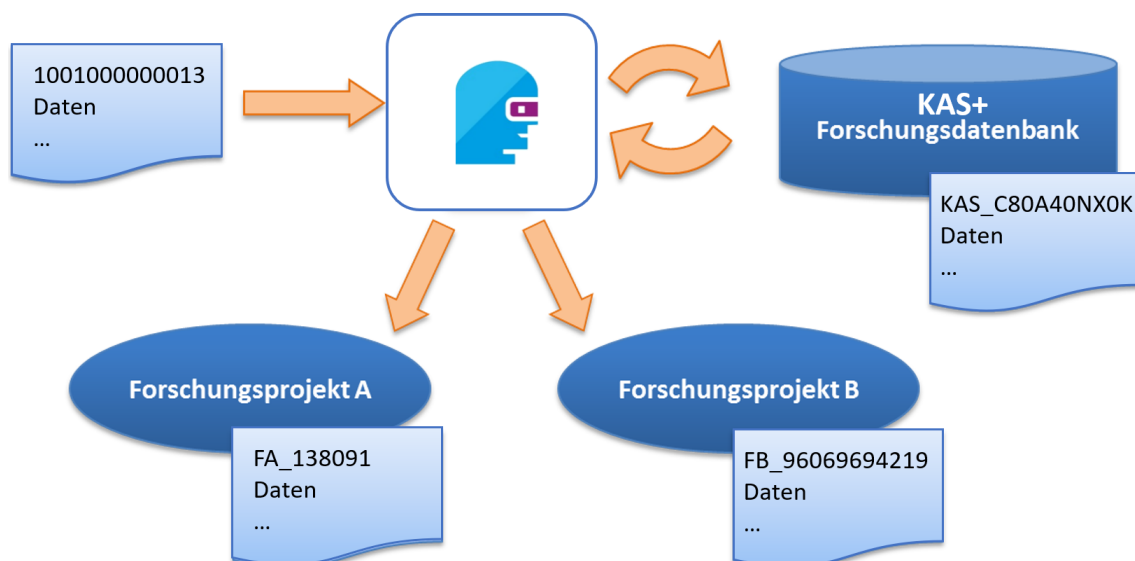 1001000000013
Daten
...
KAS+
Forschungsdatenbank
KAS_C80A40NX0K
Daten
...
Forschungsprojekt A
FA_138091
Daten
...
Forschungsprojekt B
FB_96069694219
Daten
...